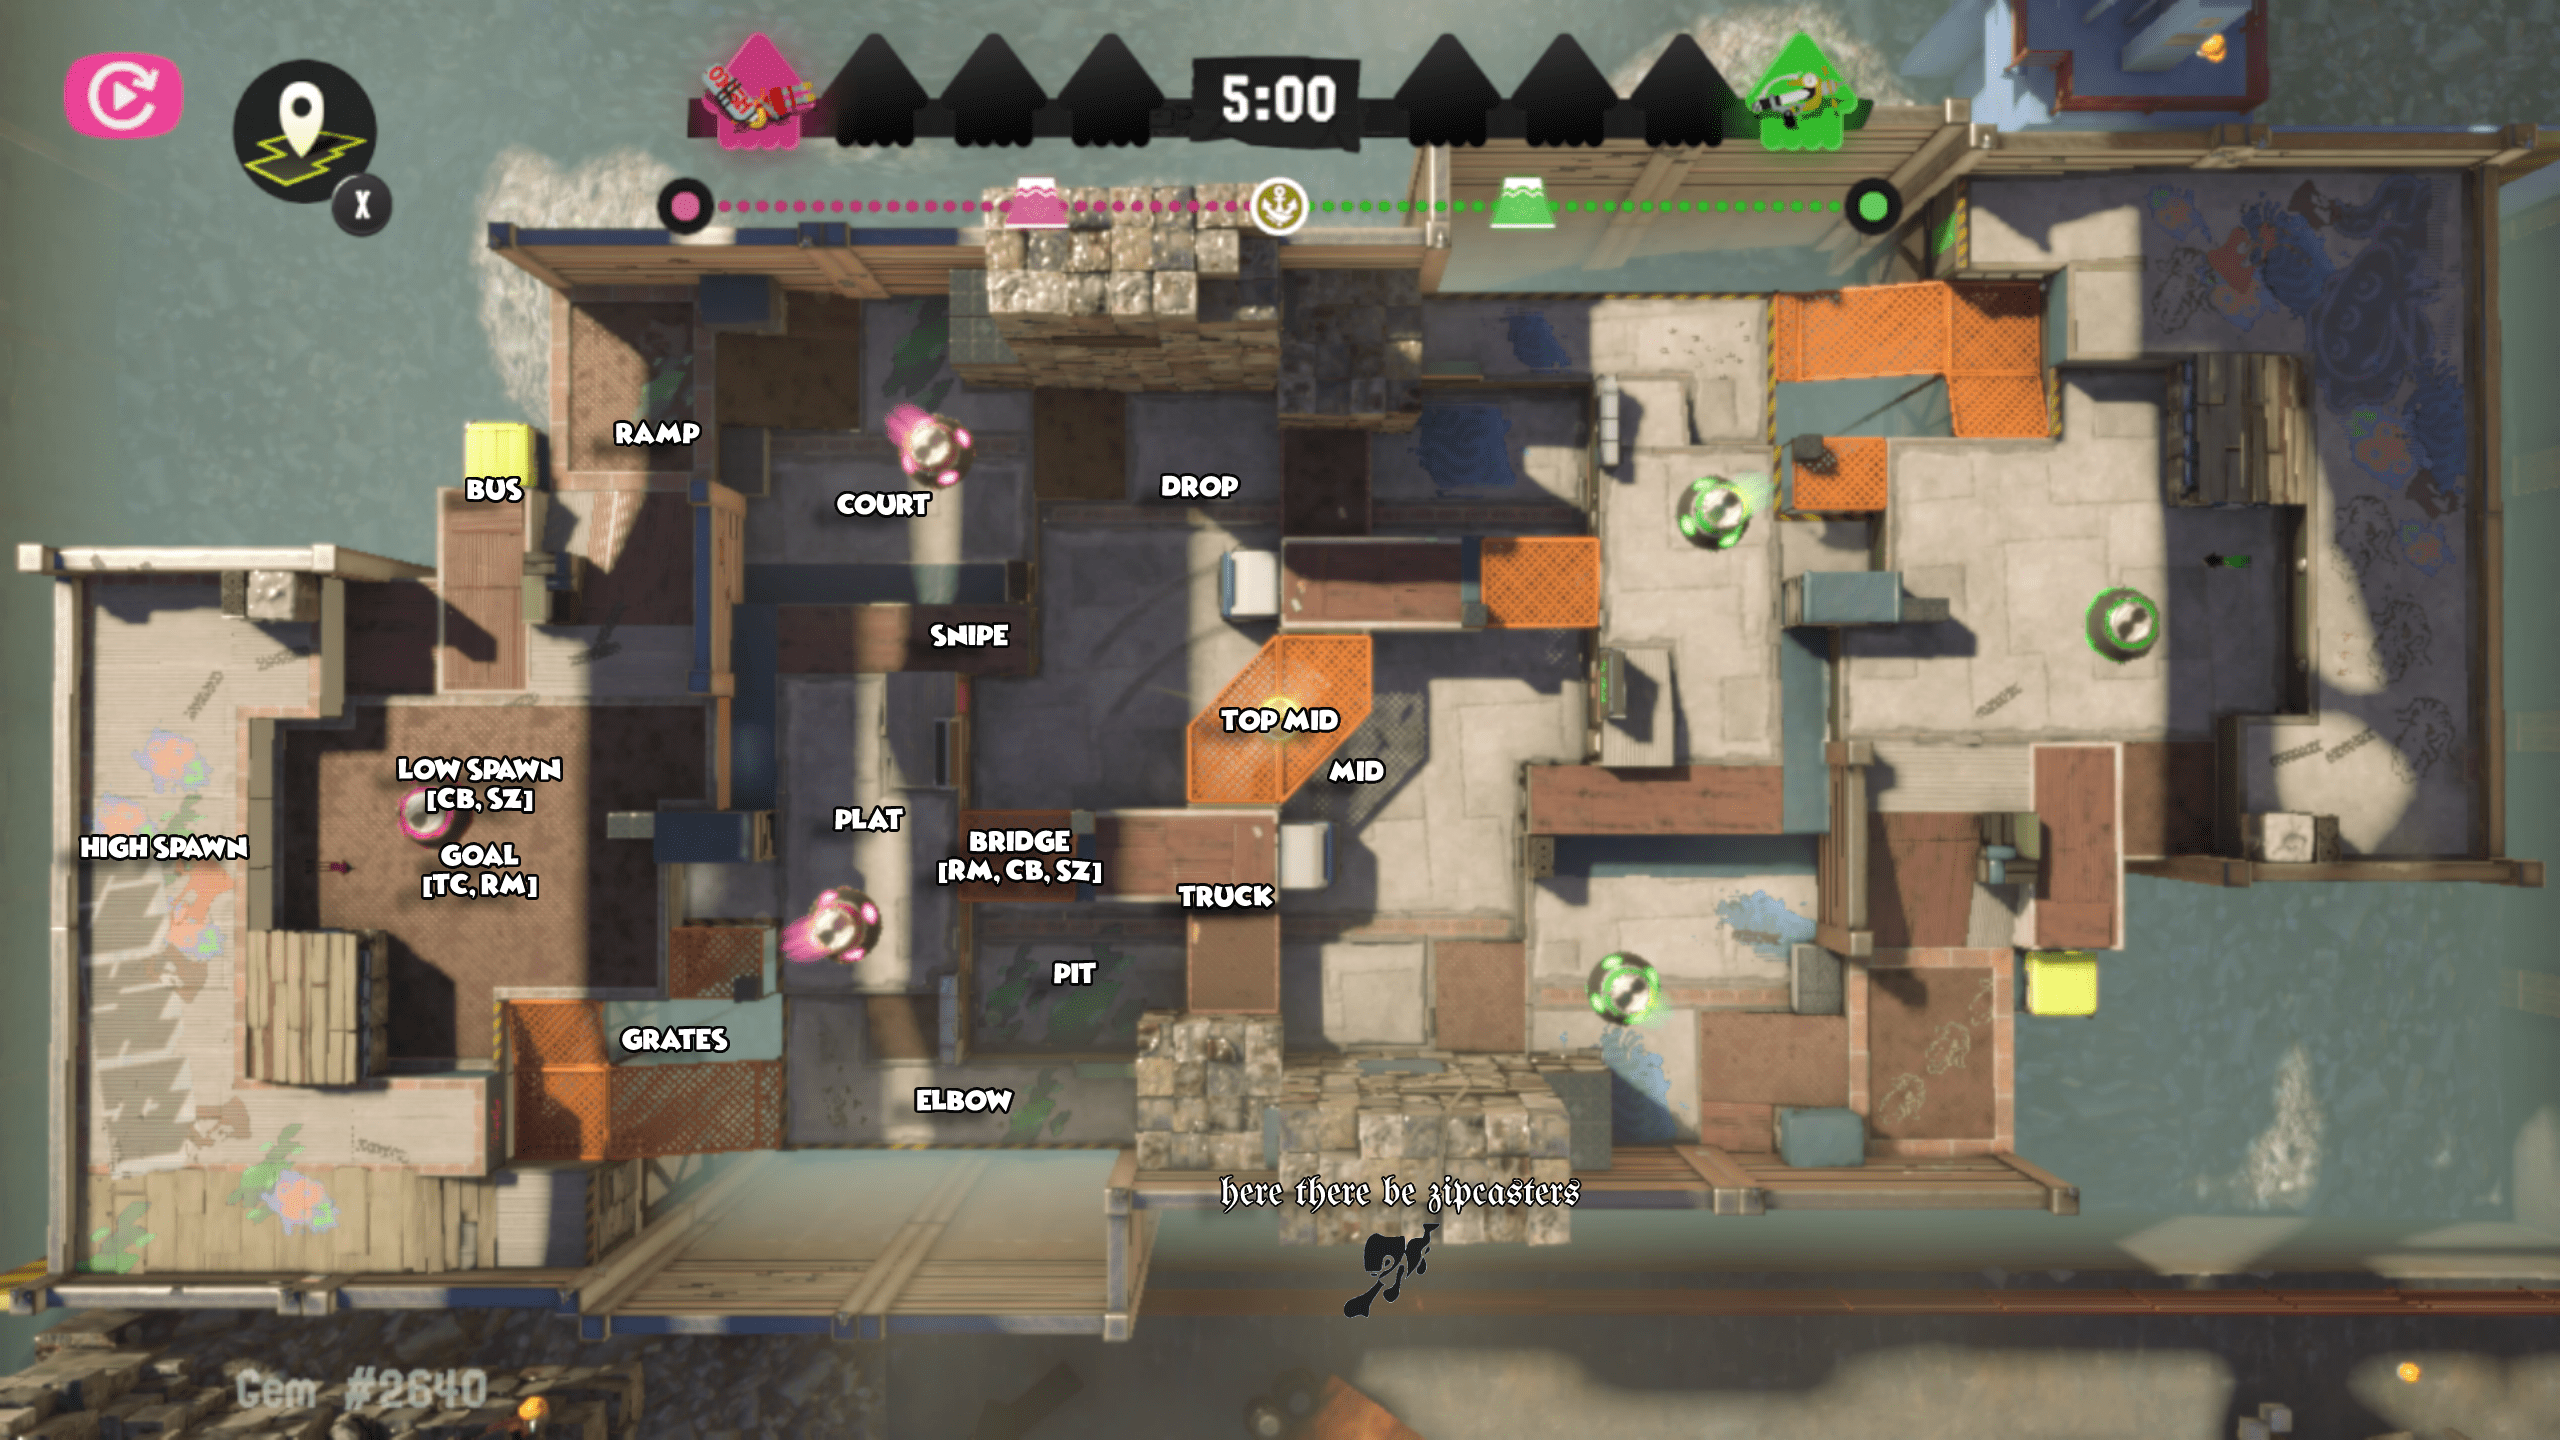 5:00
X
RAMP
BUS
COURT
DROP
SNIPE
TOP MID
MID
LOW SPAWN
[CB, SZ]
HIGH SPAWN
GOAL
[TC, RM]
PLAT
BRIDGE
[RM, CB, SZ]
TRUCK
PIT
GRATES
ELBOW
here there be zipcasters
Gem #2640